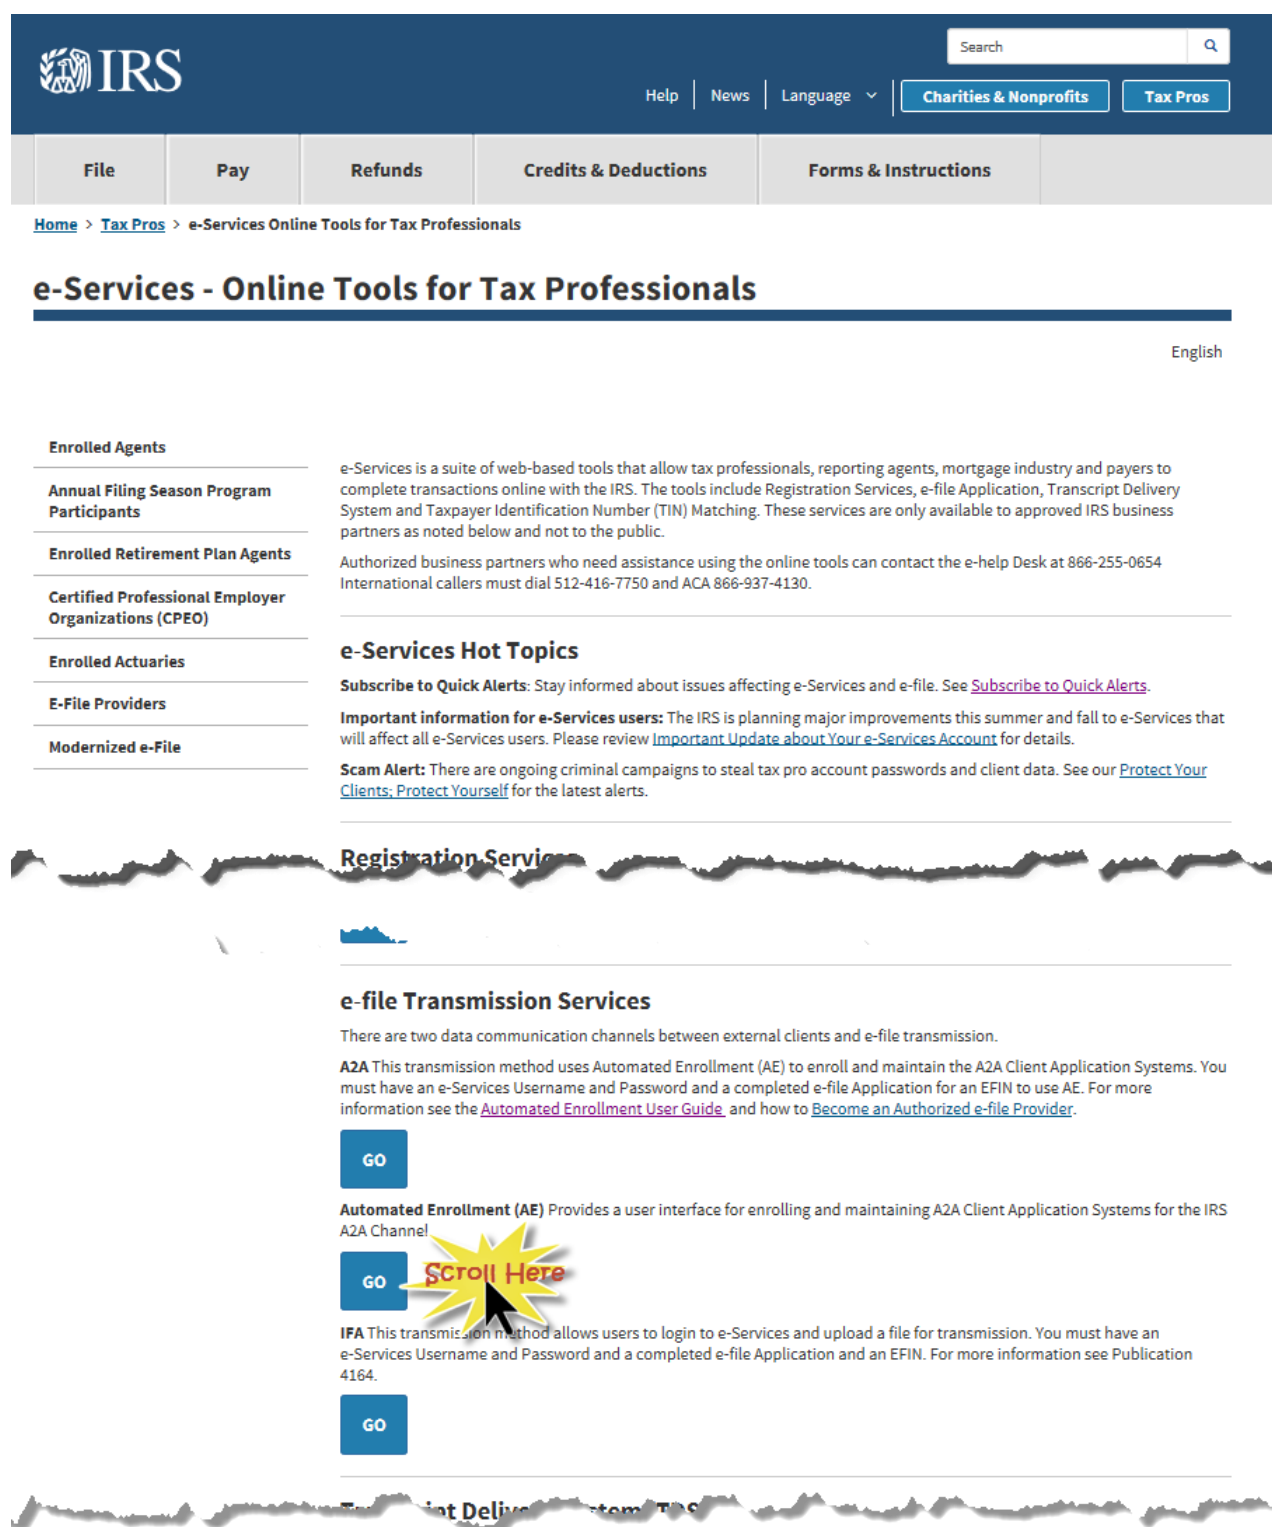 IRS
Search
Help
News
Language
Charities & Nonprofits
Tax Pros
File
Pay
Refunds
Credits & Deductions
Forms & Instructions
Home > Tax Pros > e-Services Online Tools for Tax Professionals
e-Services - Online Tools for Tax Professionals
English
Enrolled Agents
Annual Filing Season Program
Participants
Enrolled Retirement Plan Agents
Certified Professional Employer
Organizations (CPEO)
Enrolled Actuaries
E-File Providers
Modernized e-File
e-Services is a suite of web-based tools that allow tax professionals, reporting agents, mortgage industry and payers to
complete transactions online with the IRS. The tools include Registration Services, e-file Application, Transcript Delivery
System and Taxpayer Identification Number (TIN) Matching. These services are only available to approved IRS business
partners as noted below and not to the public.
Authorized business partners who need assistance using the online tools can contact the e-help Desk at 866-255-0654
International callers must dial 512-416-7750 and ACA 866-937-4130.
e-Services Hot Topics
Subscribe to Quick Alerts: Stay informed about issues affecting e-Services and e-file. See Subscribe to Quick Alerts.
Important information for e-Services users: The IRS is planning major improvements this summer and fall to e-Services that
will affect all e-Services users. Please review Important Update about Your e-Services Account for details.
Scam Alert: There are ongoing criminal campaigns to steal tax pro account passwords and client data. See our Protect Your
Clients; Protect Yourself for the latest alerts.
Registration Services
e-file Transmission Services
There are two data communication channels between external clients and e-file transmission.
A2A This transmission method uses Automated Enrollment (AE) to enroll and maintain the A2A Client Application Systems. You
must have an e-Services Username and Password and a completed e-file Application for an EFIN to use AE. For more
information see the Automated Enrollment User Guide and how to Become an Authorized e-file Provider.
GO
Automated Enrollment (AE) Provides a user interface for enrolling and maintaining A2A Client Application Systems for the IRS
A2A Channel
GO
Scroll Here
IFA This transmission method allows users to login to e-Services and upload a file for transmission. You must have an
e-Services Username and Password and a completed e-file Application and an EFIN. For more information see Publication
4164.
GO